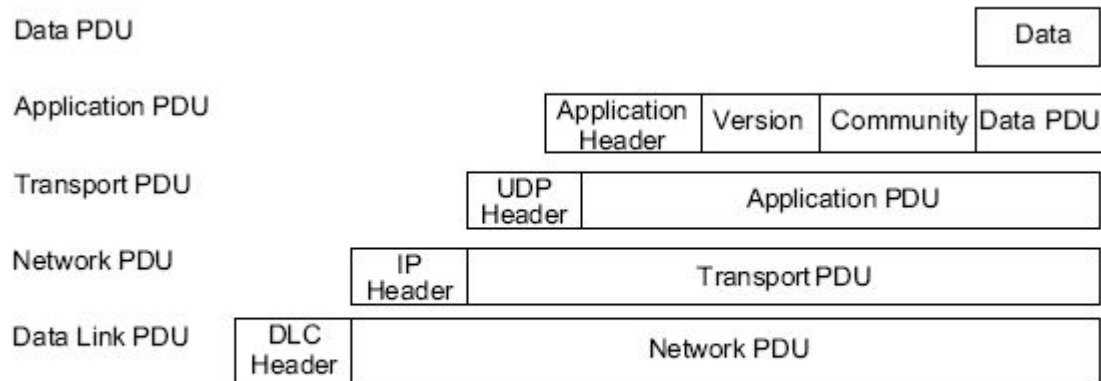 Data PDU
Data
Application PDU
Application
Header
Version
Community
Data PDU
Transport PDU
UDP
Header
Application PDU
Network PDU
IP
Header
Transport PDU
Data Link PDU
DLC
Header
Network PDU